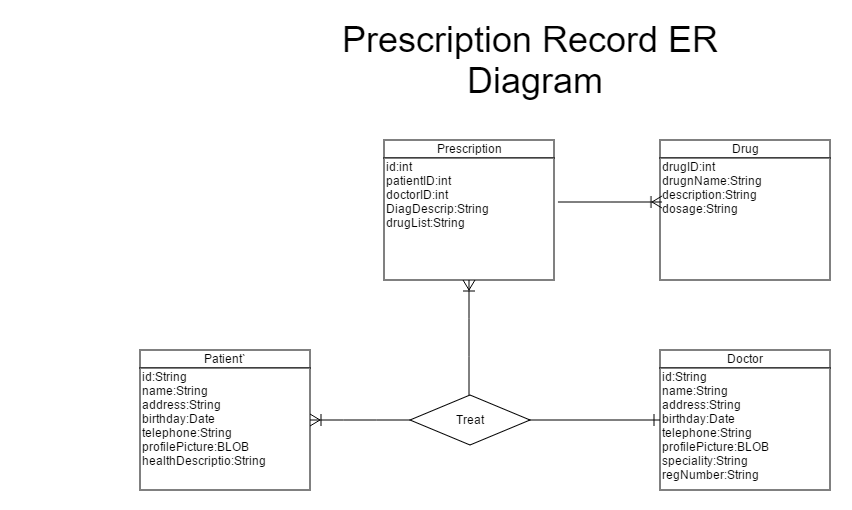 Prescription Record ER
Diagram
Prescription
id:int
patientID:int
doctorID:int
DiagDescrip:String
drugList:String
Drug
drugID:int
drugnName:String
description:String
dosage:String
Patient`
id:String
name:String
address:String
birthday:Date
telephone:String
profilePicture:BLOB
healthDescriptio:String
Treat
Doctor
id:String
name:String
address:String
birthday:Date
telephone:String
profilePicture:BLOB
speciality:String
regNumber:String